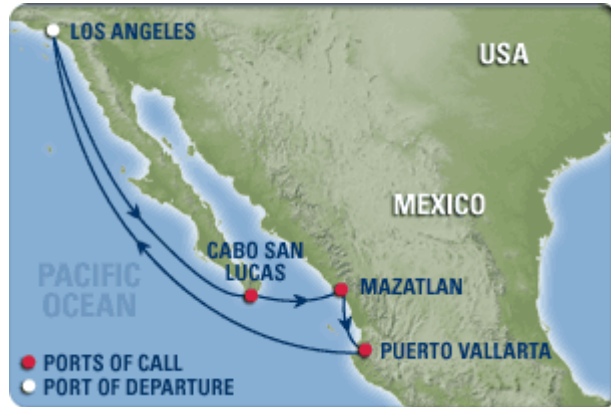 LOS ANGELES
USA
MEXICO
CABO SAN
LUCAS
MAZATLAN
PACIFIC
OCEAN
PUERTO VALLARTA
PORTS OF CALL
PORT OF DEPARTURE